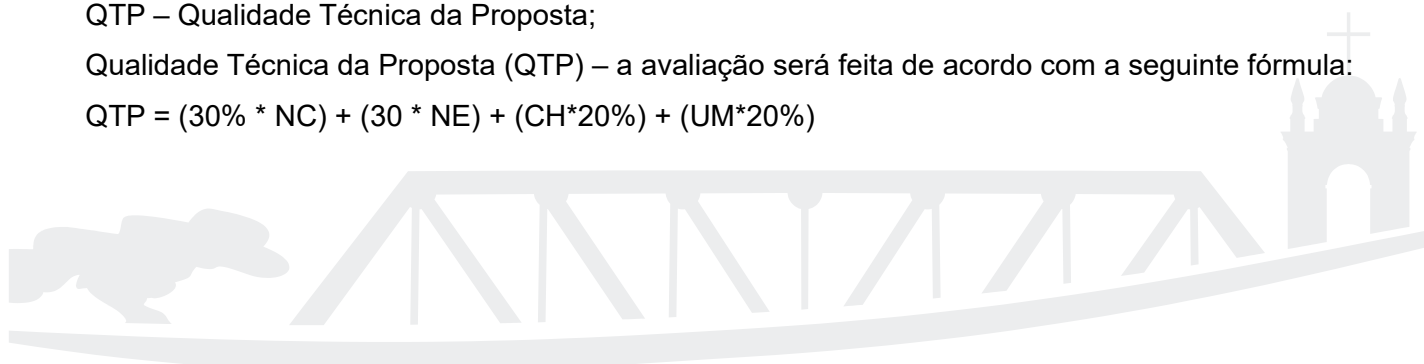 QTP – Qualidade Técnica da Proposta;
Qualidade Técnica da Proposta (QTP) – a avaliação será feita de acordo com a seguinte fórmula:
QTP = (30% * NC) + (30 * NE) + (CH*20%) + (UM*20%)